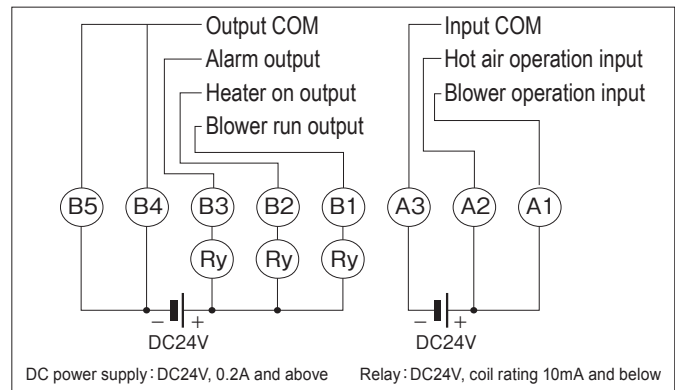 Output COM
Alarm output
Heater on output
Blower run output
Input COM
Hot air operation input
Blower operation input
B5 B4 B3 B2 B1 A3 A2 A1
Ry Ry Ry
− + − +
DC24V DC24V
DC power supply : DC24V, 0.2A and above Relay : DC24V, coil rating 10mA and below